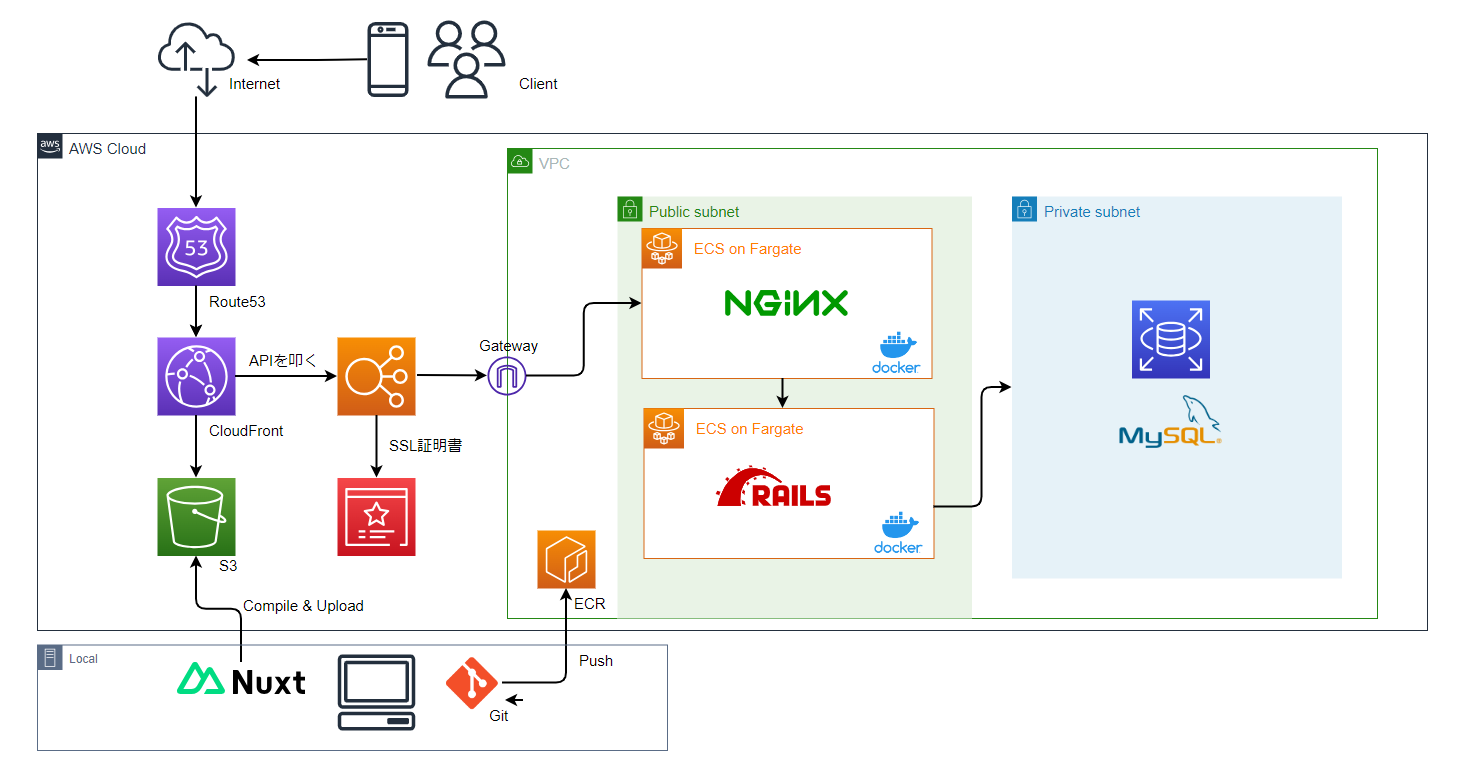 Internet
Client
aws
AWS Cloud
VPC
Public subnet
Private subnet
53
ECS on Fargate
NGINX
docker
Route53
Gateway
APIを叩く
CloudFront
SSL証明書
ECS on Fargate
RAILS
docker
MySQL®
S3
ECR
Compile & Upload
Local
Push
Nuxt
Git